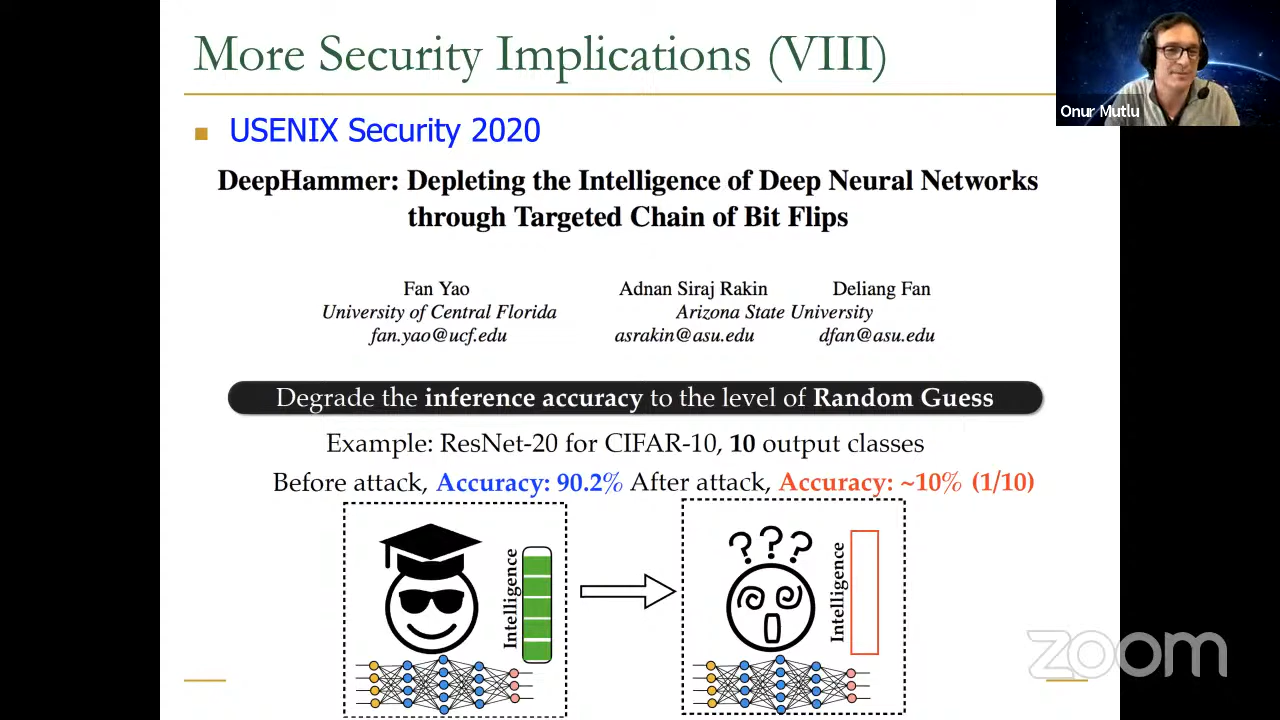 More Security Implications (VIII)
Onur Mutlu
USENIX Security 2020
DeepHammer: Depleting the Intelligence of Deep Neural Networks
through Targeted Chain of Bit Flips
Fan Yao
University of Central Florida
fan.yao@ucf.edu
Adnan Siraj Rakin Deliang Fan
Arizona State University
asrakin@asu.edu dfan@asu.edu
Degrade the inference accuracy to the level of Random Guess
Example: ResNet-20 for CIFAR-10, 10 output classes
Before attack, Accuracy: 90.2% After attack, Accuracy: ~10% (1/10)
Intelligence
? ? ?
Intelligence
zoom